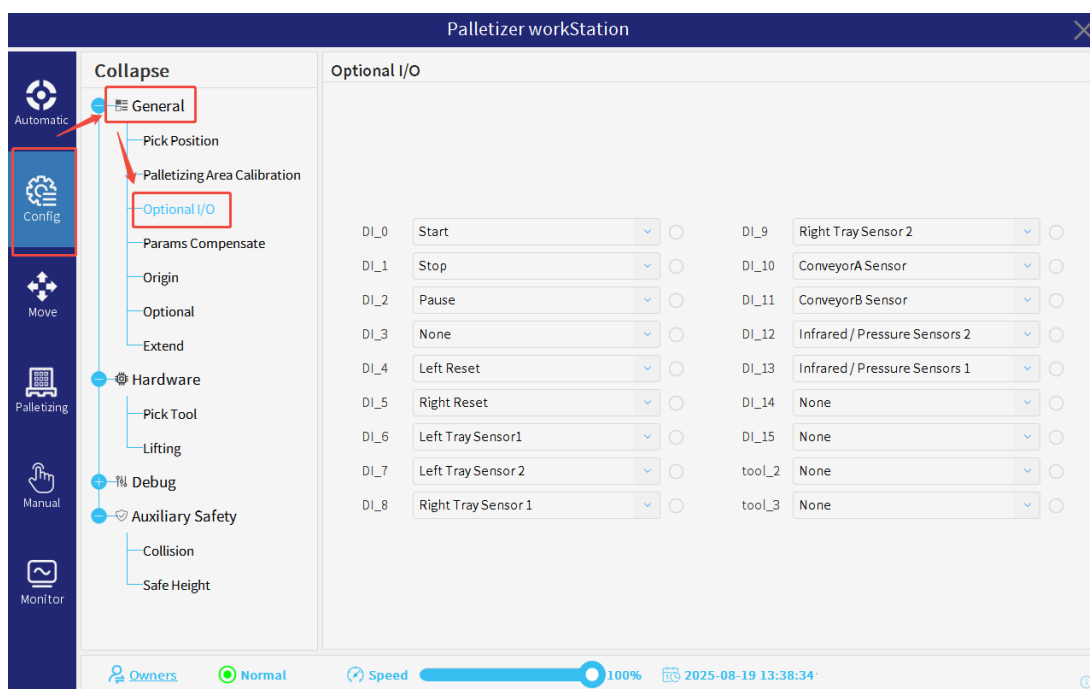 Palletizer workStation
Automatic
Config
Move
Palletizing
Manual
Monitor
Collapse
General
Pick Position
Palletizing Area Calibration
Optional I/O
Params Compensate
Origin
Optional
Extend
Hardware
Pick Tool
Lifting
Debug
Auxiliary Safety
Collision
Safe Height
Optional I/O
DI_0 Start
DI_1 Stop
DI_2 Pause
DI_3 None
DI_4 Left Reset
DI_5 Right Reset
DI_6 Left Tray Sensor1
DI_7 Left Tray Sensor 2
DI_8 Right Tray Sensor 1
DI_9 Right Tray Sensor 2
DI_10 ConveyorA Sensor
DI_11 ConveyorB Sensor
DI_12 Infrared / Pressure Sensors 2
DI_13 Infrared / Pressure Sensors 1
DI_14 None
DI_15 None
tool_2 None
tool_3 None
Owners Normal Speed 100% 2025-08-19 13:38:34